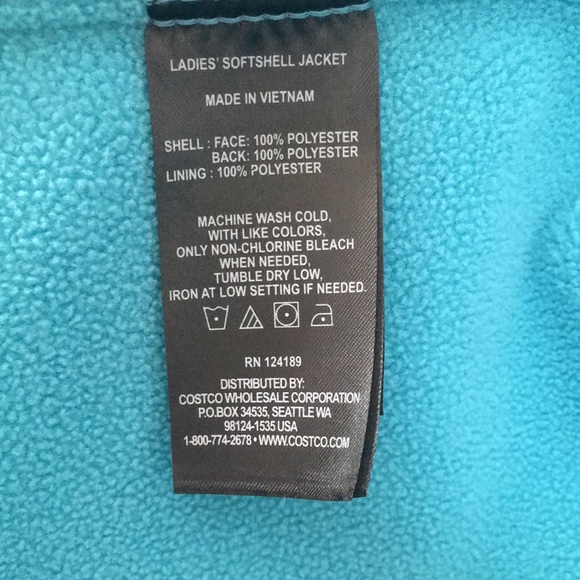 LADIES' SOFTSHELL JACKET
MADE IN VIETNAM
SHELL : FACE: 100% POLYESTER
BACK: 100% POLYESTER
LINING : 100% POLYESTER
MACHINE WASH COLD,
WITH LIKE COLORS,
ONLY NON-CHLORINE BLEACH
WHEN NEEDED,
TUMBLE DRY LOW,
IRON AT LOW SETTING IF NEEDED.
RN 124189
DISTRIBUTED BY:
COSTCO WHOLESALE CORPORATION
P.O.BOX 34535, SEATTLE WA
98124-1535 USA
1-800-774-2678 • WWW.COSTCO.COM